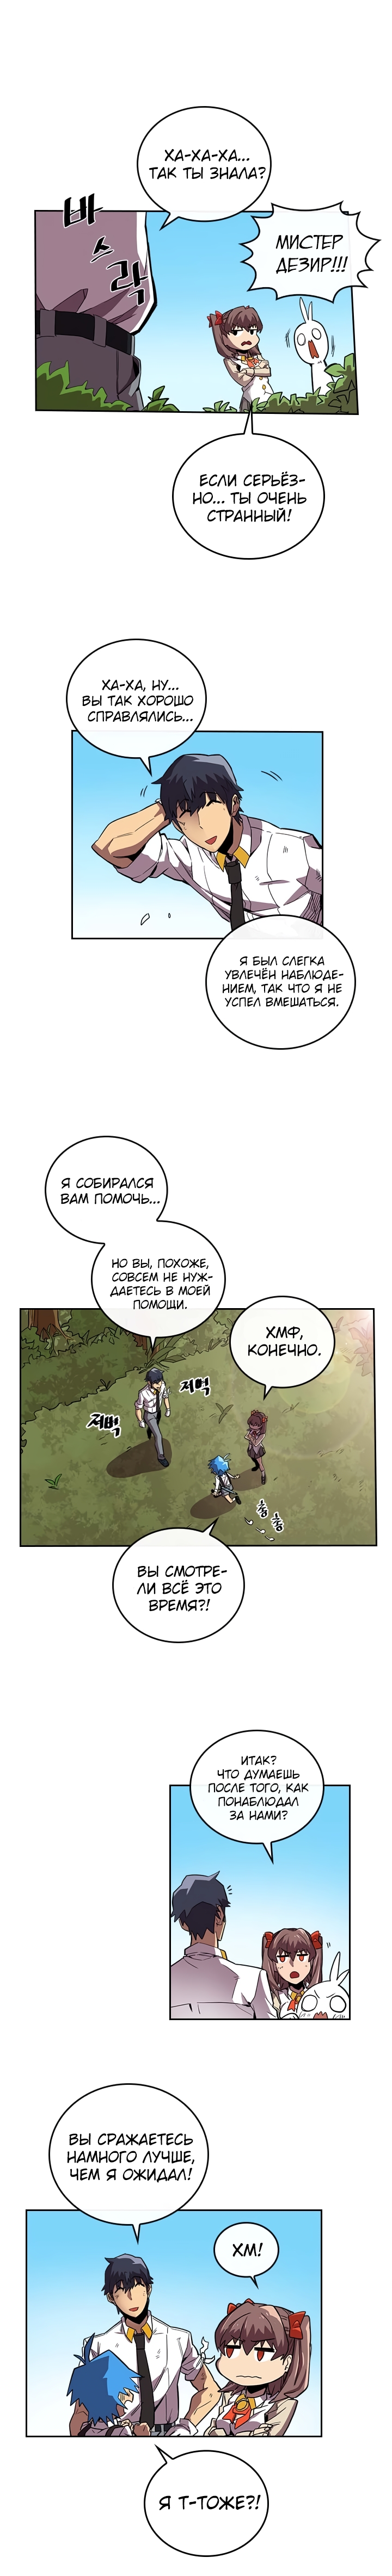 ХА-ХА-ХА...
ТАК ТЫ ЗНАЛА?
바
스
락
МИСТЕР
ДЕЗИР!!!
ЕСЛИ СЕРЬЁЗ-
НО... ТЫ ОЧЕНЬ
СТРАННЫЙ!
ХА-ХА, НУ...
ВЫ ТАК ХОРОШО
СПРАВЛЯЛИСЬ...
Я БЫЛ СЛЕГКА
УВЛЕЧЁН НАБЛЮДЕ-
НИЕМ, ТАК ЧТО Я НЕ
УСПЕЛ ВМЕШАТЬСЯ.
Я СОБИРАЛСЯ
ВАМ ПОМОЧЬ...
НО ВЫ, ПОХОЖЕ,
СОВСЕМ НЕ НУЖ-
ДАЕТЕСЬ В МОЕЙ
ПОМОЩИ.
ХМФ,
КОНЕЧНО.
저벅
저벅
흥
흥
ВЫ СМОТРЕ-
ЛИ ВСЁ ЭТО
ВРЕМЯ?!
ИТАК?
ЧТО ДУМАЕШЬ
ПОСЛЕ ТОГО, КАК
ПОНАБЛЮДАЛ
ЗА НАМИ?
ВЫ СРАЖАЕТЕСЬ
НАМНОГО ЛУЧШЕ,
ЧЕМ Я ОЖИДАЛ!
ХМ!
Я Т-ТОЖЕ?!